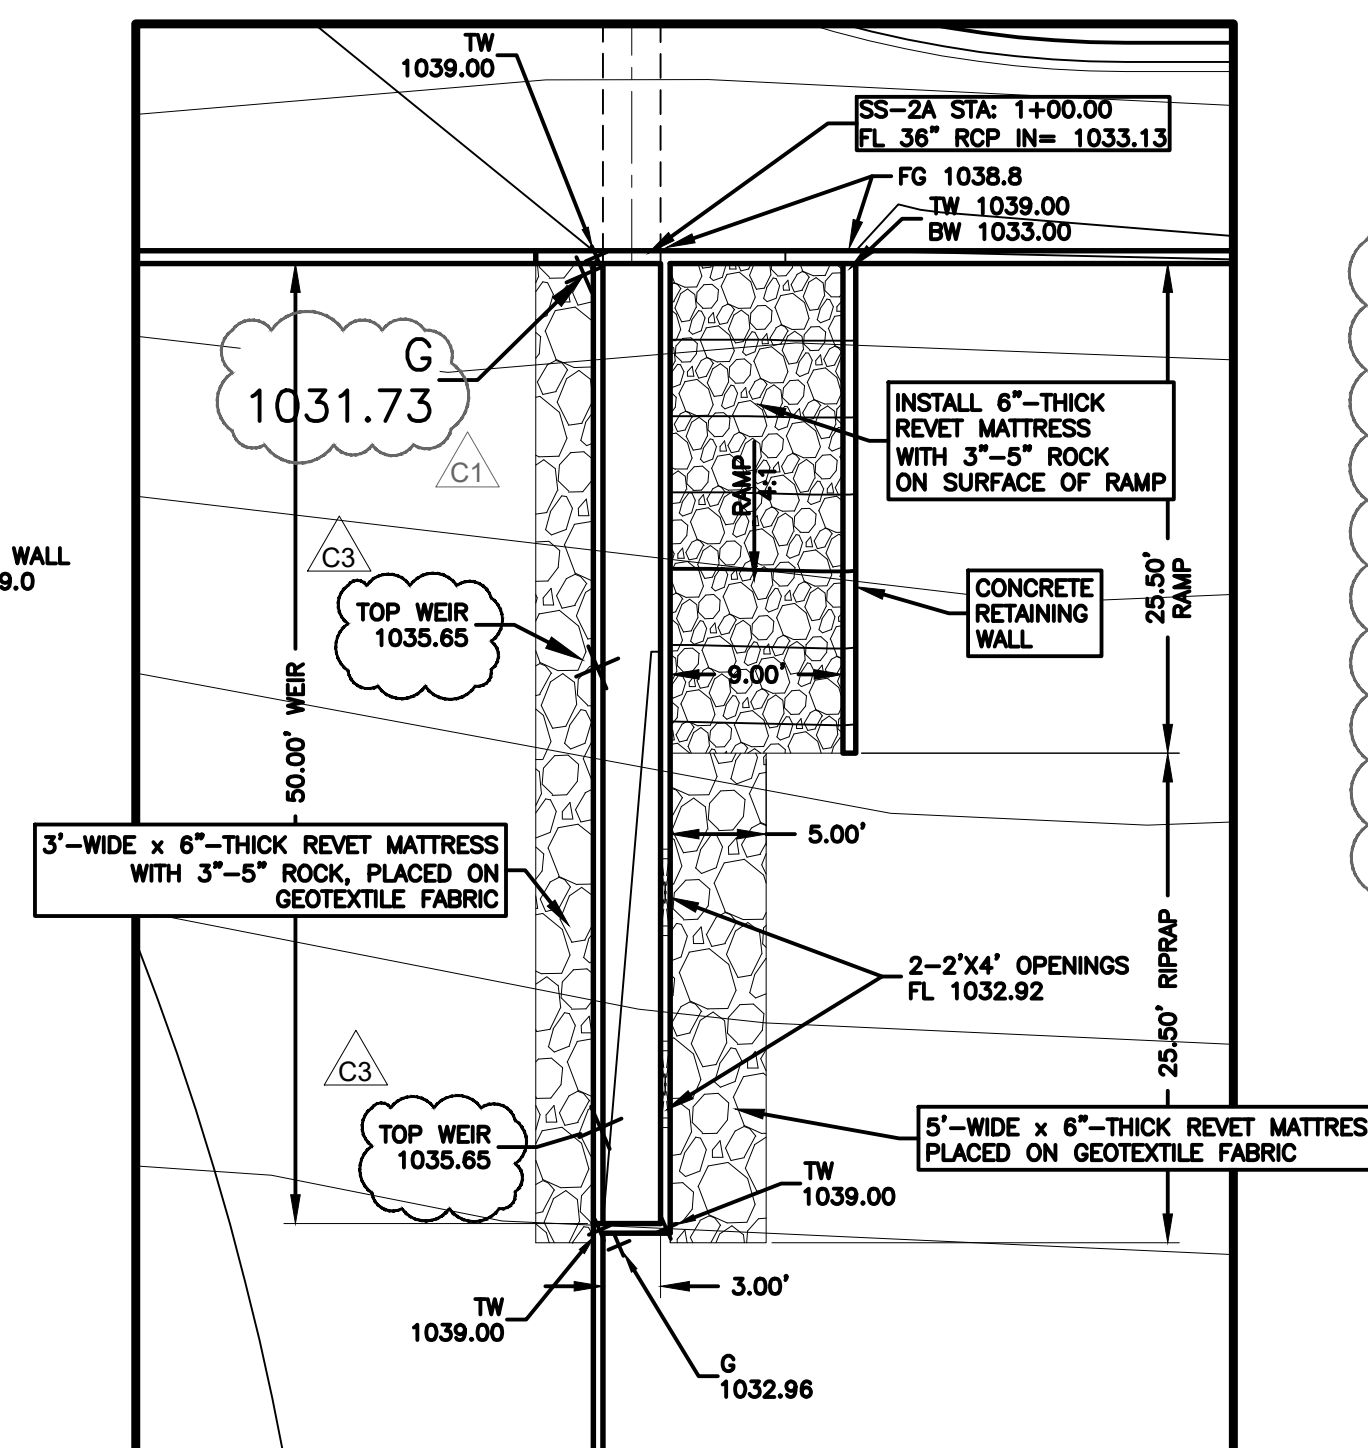 TW
1039.00
SS-2A STA: 1+00.00
FL 36" RCP IN= 1033.13
FG 1038.8
TW 1039.00
BW 1033.00
G
1031.73
C1
INSTALL 6"-THICK
REVET MATTRESS
WITH 3"-5" ROCK
ON SURFACE OF RAMP
RAMP
4:1
C3
WALL
9.0
TOP WEIR
1035.65
CONCRETE
RETAINING
WALL
25.50'
RAMP
9.00'
50.00' WEIR
3'-WIDE x 6"-THICK REVET MATTRESS
WITH 3"-5" ROCK, PLACED ON
GEOTEXTILE FABRIC
5.00'
2-2'X4' OPENINGS
FL 1032.92
25.50' RIPRAP
C3
TOP WEIR
1035.65
5'-WIDE x 6"-THICK REVET MATTRES
PLACED ON GEOTEXTILE FABRIC
TW
1039.00
3.00'
TW
1039.00
G
1032.96